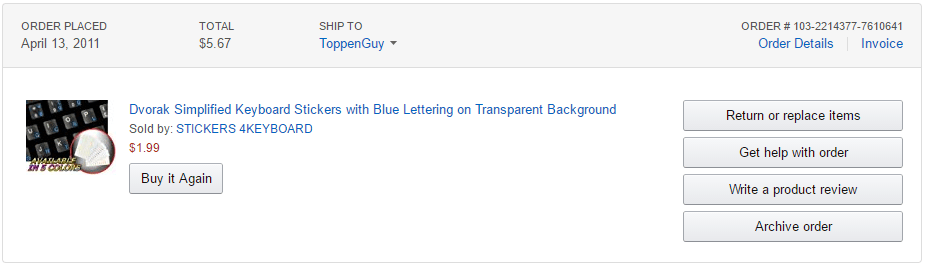 ORDER PLACED
April 13, 2011
TOTAL
$5.67
SHIP TO
ToppenGuy
ORDER # 103-2214377-7610641
Order Details
Invoice
AVAILABLE
IN 5 COLORS
Dvorak Simplified Keyboard Stickers with Blue Lettering on Transparent Background
Sold by: STICKERS 4KEYBOARD
$1.99
Buy it Again
Return or replace items
Get help with order
Write a product review
Archive order